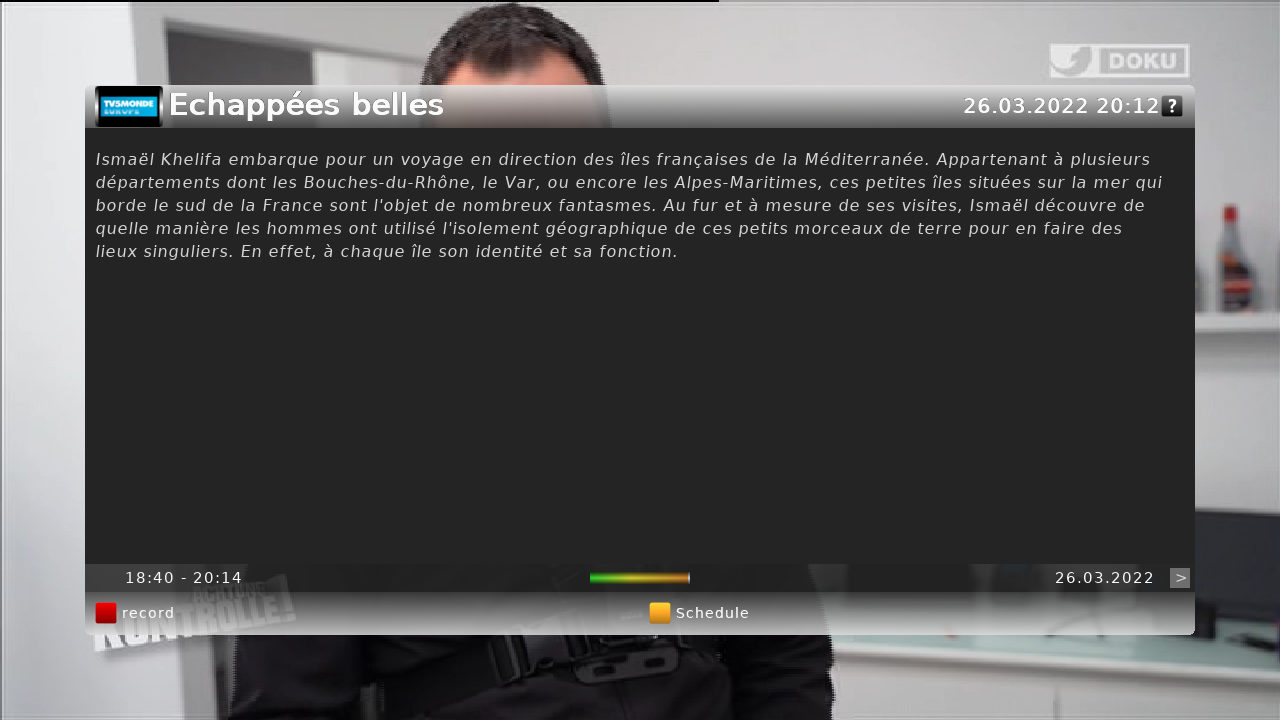 DOKU
TV5MONDE
EUROPE
Echappées belles
26.03.2022 20:12
?
Ismaël Khelifa embarque pour un voyage en direction des îles françaises de la Méditerranée. Appartenant à plusieurs
départements dont les Bouches-du-Rhône, le Var, ou encore les Alpes-Maritimes, ces petites îles situées sur la mer qui
borde le sud de la France sont l'objet de nombreux fantasmes. Au fur et à mesure de ses visites, Ismaël découvre de
quelle manière les hommes ont utilisé l'isolement géographique de ces petits morceaux de terre pour en faire des
lieux singuliers. En effet, à chaque île son identité et sa fonction.
18:40 - 20:14
26.03.2022
>
ACHTUNG
KONTROLLE!
record
Schedule